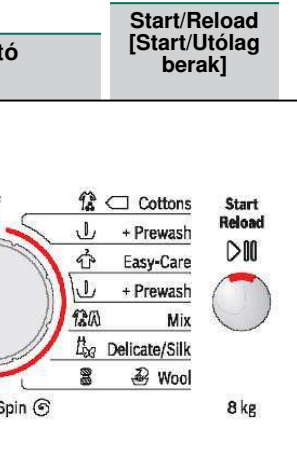 tó
Start/Reload
[Start/Utólag
berak]
Cottons
+ Prewash
Easy-Care
+ Prewash
Mix
Delicate/Silk
Wool
Start
Reload
Spin
8 kg